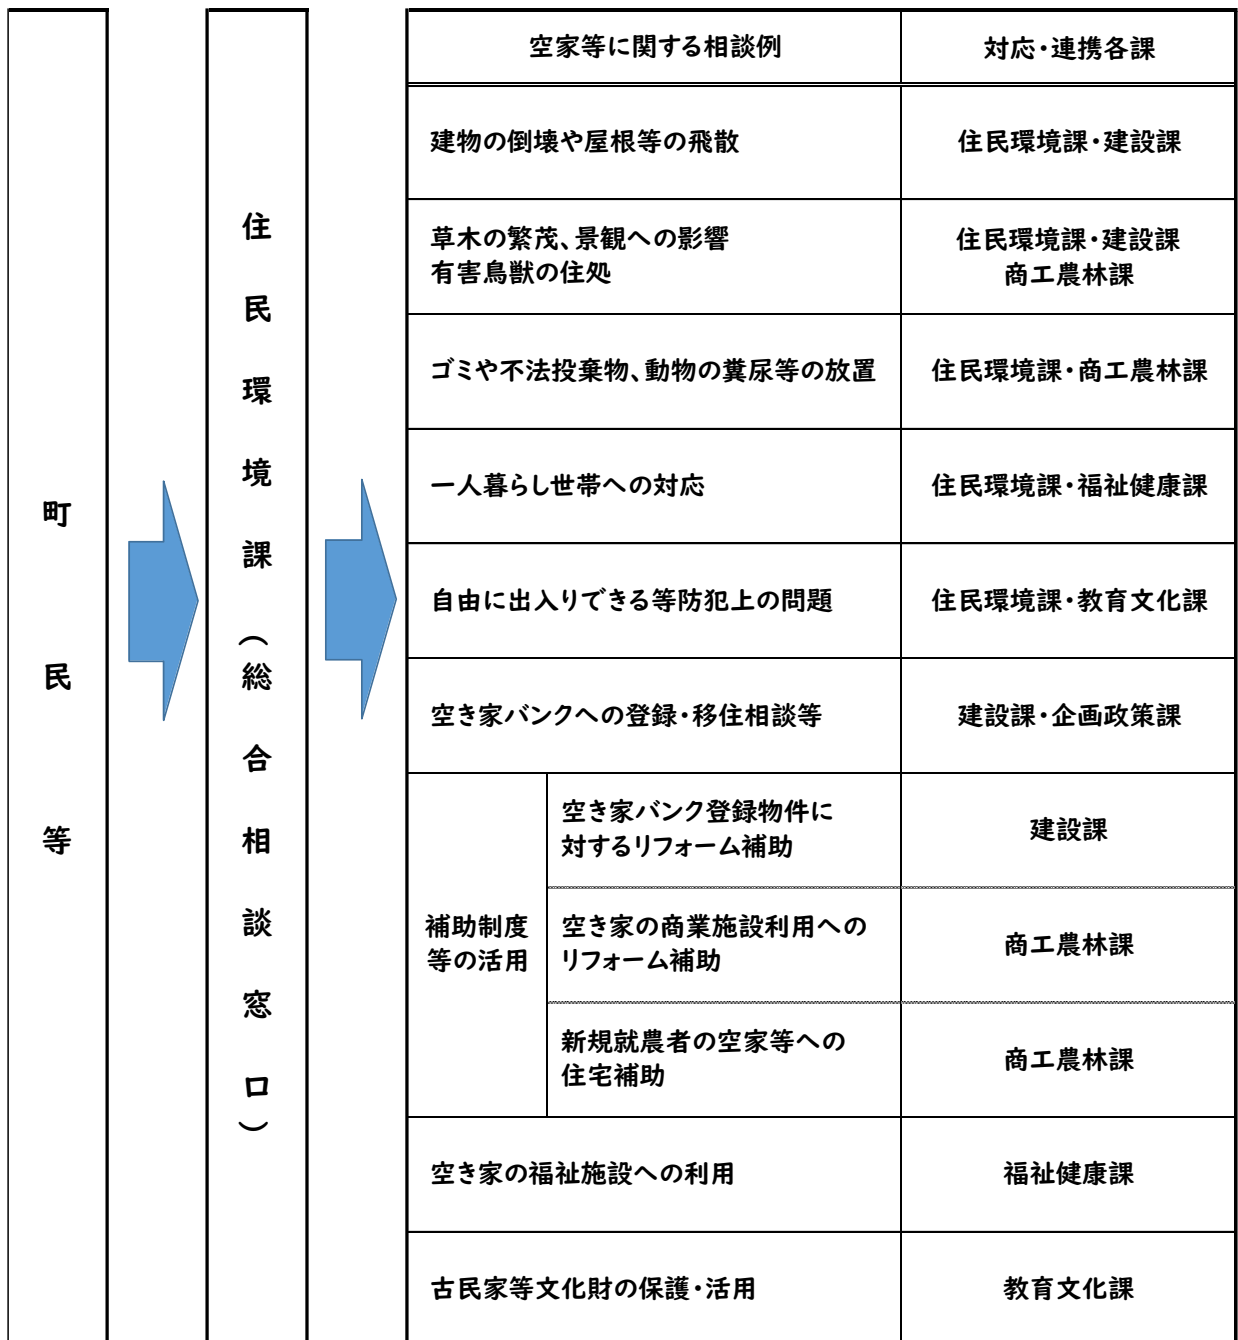 町民等
住民環境課(総合相談窓口)
空家等に関する相談例
対応・連携各課
建物の倒壊や屋根等の飛散
住民環境課・建設課
草木の繁茂、景観への影響
有害鳥獣の住処
住民環境課・建設課
商工農林課
ゴミや不法投棄物、動物の糞尿等の放置
住民環境課・商工農林課
一人暮らし世帯への対応
住民環境課・福祉健康課
自由に出入りできる等防犯上の問題
住民環境課・教育文化課
空き家バンクへの登録・移住相談等
建設課・企画政策課
補助制度
等の活用
空き家バンク登録物件に
対するリフォーム補助
建設課
空き家の商業施設利用への
リフォーム補助
商工農林課
新規就農者の空家等への
住宅補助
商工農林課
空き家の福祉施設への利用
福祉健康課
古民家等文化財の保護・活用
教育文化課